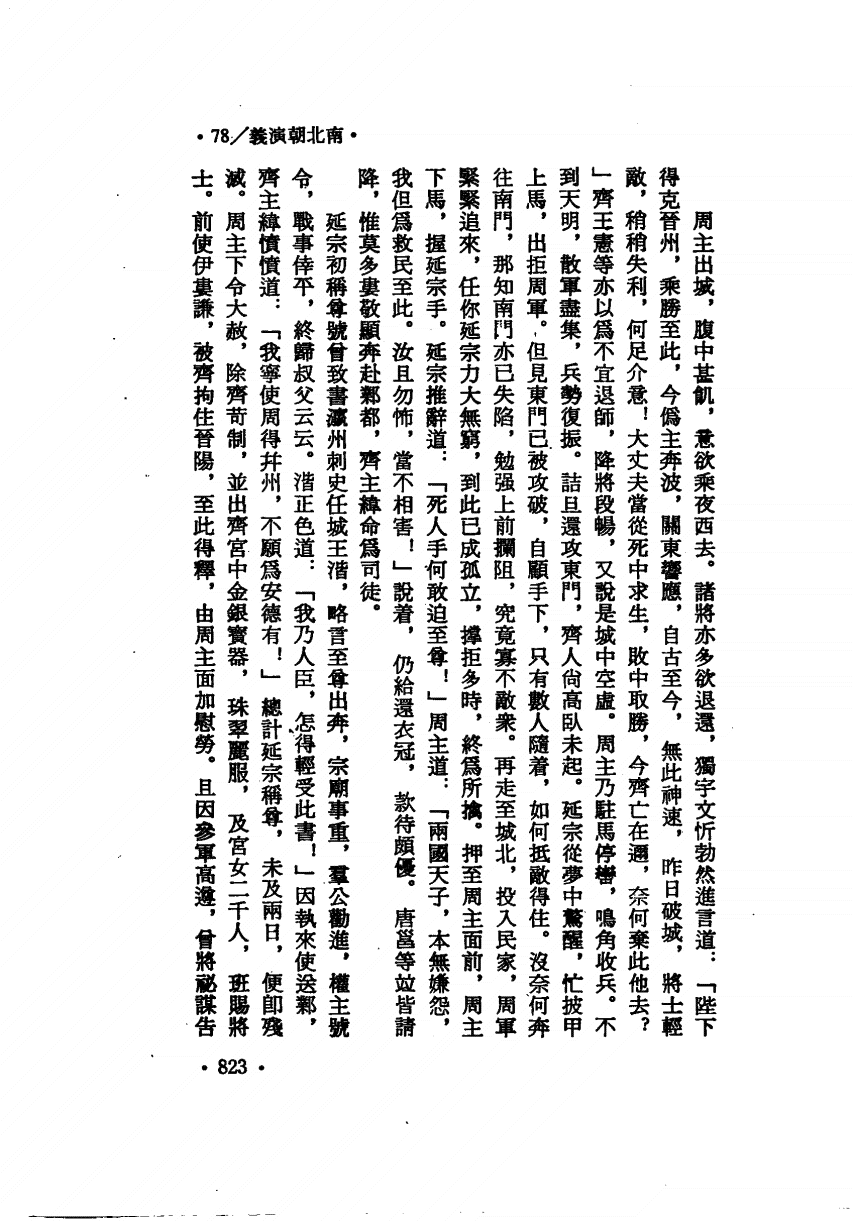 •78/義演朝北南•
周主出城，腹中甚飢，意欲乘夜西去。諸將亦多欲退還，獨宇文忻勃然進言道：「陛下
得克晉州，乘勝至此，今僞主奔波，關東響應，自古至今，無此神速，昨日破城，將士輕
敵，稍稍失利，何足介意！大丈夫當從死中求生，敗中取勝，今齊亡在邇，奈何棄此他去？
」齊王憲等亦以爲不宜退師，降將段暢，又說是城中空虛。周主乃駐馬停轡，鳴角收兵。不
到天明，散軍盡集，兵勢復振。詰旦還攻東門，齊人尙高臥未起。延宗從夢中驚醒，忙披甲
上馬，出拒周軍。但見東門已被攻破，自顧手下，只有數人隨着，如何抵敵得住。沒奈何奔
往南門，那知南門亦已失陷，勉强上前攔阻，究竟寡不敵衆。再走至城北，投入民家，周軍
緊緊追來，任你延宗力大無窮，到此已成孤立，撐拒多時，終爲所擒。押至周主面前，周主
下馬，握延宗手。延宗推辭道：「死人手何敢迫至尊！」周主道：「兩國天子，本無嫌怨，
我但爲救民至此。汝且勿怖，當不相害！」說着，仍給還衣冠，款待頗優。唐邕等竝皆請
降，惟莫多婁敬顯奔赴鄴都，齊主緯命爲司徒。
延宗初稱尊號曾致書瀛州刺史任城王湝，略言至尊出奔，宗廟事重，羣公勸進，權主號
令，戰事倖平，終歸叔父云云。湝正色道：「我乃人臣，怎得輕受此書！」因執來使送鄴，
齊主緯憤憤道：「我寧使周得幷州，不願爲安德有！」總計延宗稱尊，未及兩日，便卽殘
滅。周主下令大赦，除齊苛制，並出齊宮中金銀寶器，珠翠麗服，及宮女二千人，班賜將
士。前使伊婁謙，被齊拘住晉陽，至此得釋，由周主面加慰勞。且因參軍高遵，曾將祕謀告
•823•